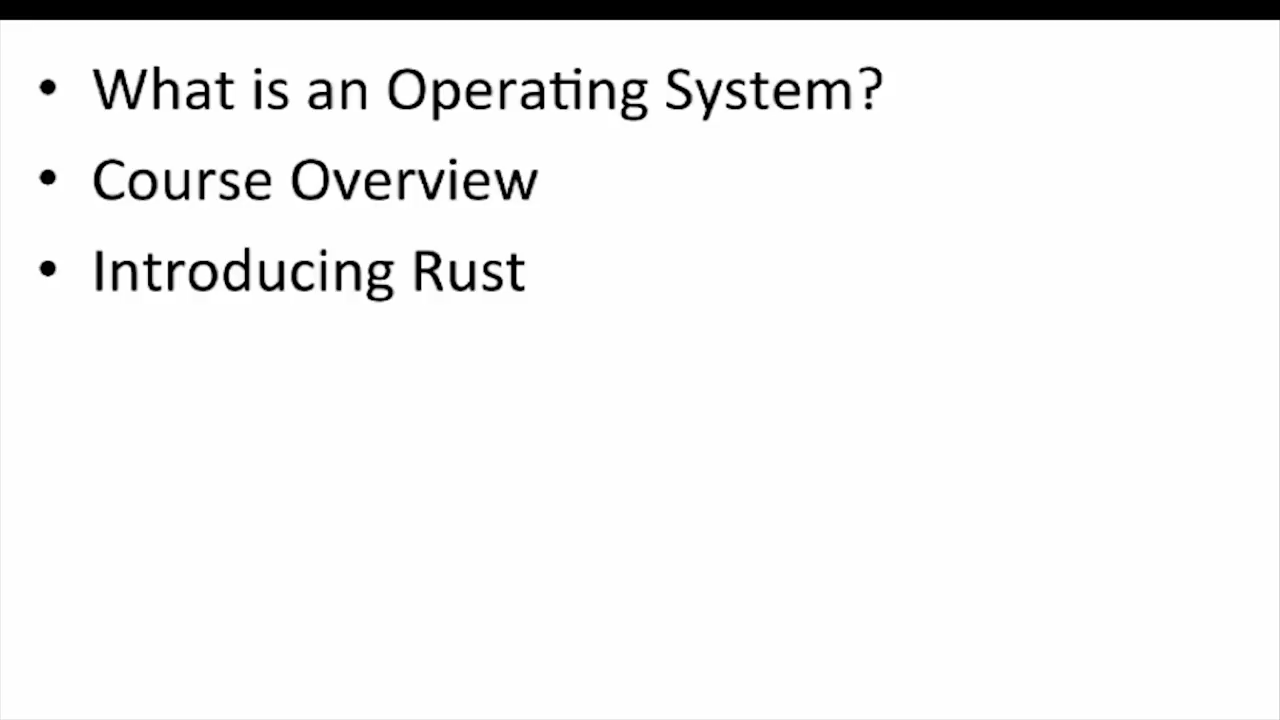 • What is an Operating System?
• Course Overview
• Introducing Rust